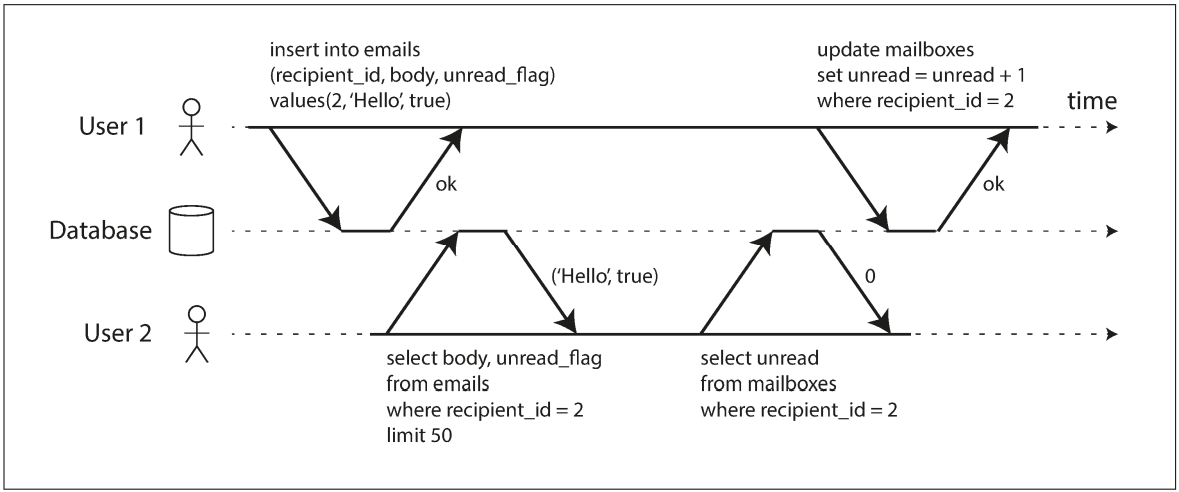 insert into emails
(recipient_id, body, unread_flag)
values(2, ‘Hello’, true)
update mailboxes
set unread = unread + 1
where recipient_id = 2
time
User 1
ok
ok
Database
(‘Hello’, true)
0
User 2
select body, unread_flag
from emails
where recipient_id = 2
limit 50
select unread
from mailboxes
where recipient_id = 2